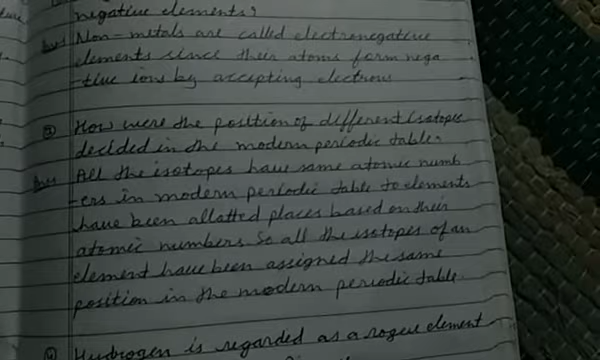 negative elements?
Ans Non-metals are called electronegative
elements since their atoms form nega
-tive ions by accepting electrons
How were the position of different isotopes
decided in the modern periodic table.
Ans All the isotopes have same atomic numb
-ers in modern periodic table to elements
have been allatted places based on their
atomic numbers. So all the isotopes of an
element have been assigned the same
position in the modern periodic table.
Hydrogen is regarded as a rogue element